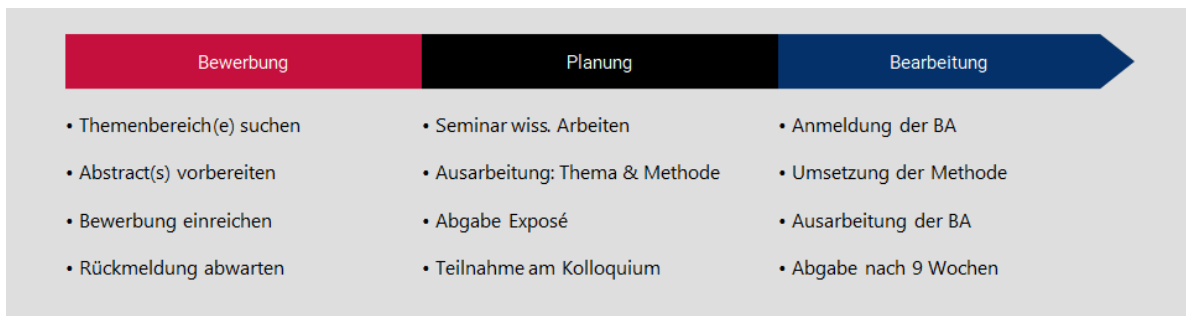 Bewerbung
Planung
Bearbeitung
• Themenbereich(e) suchen
• Abstract(s) vorbereiten
• Bewerbung einreichen
• Rückmeldung abwarten
• Seminar wiss. Arbeiten
• Ausarbeitung: Thema & Methode
• Abgabe Exposé
• Teilnahme am Kolloquium
• Anmeldung der BA
• Umsetzung der Methode
• Ausarbeitung der BA
• Abgabe nach 9 Wochen